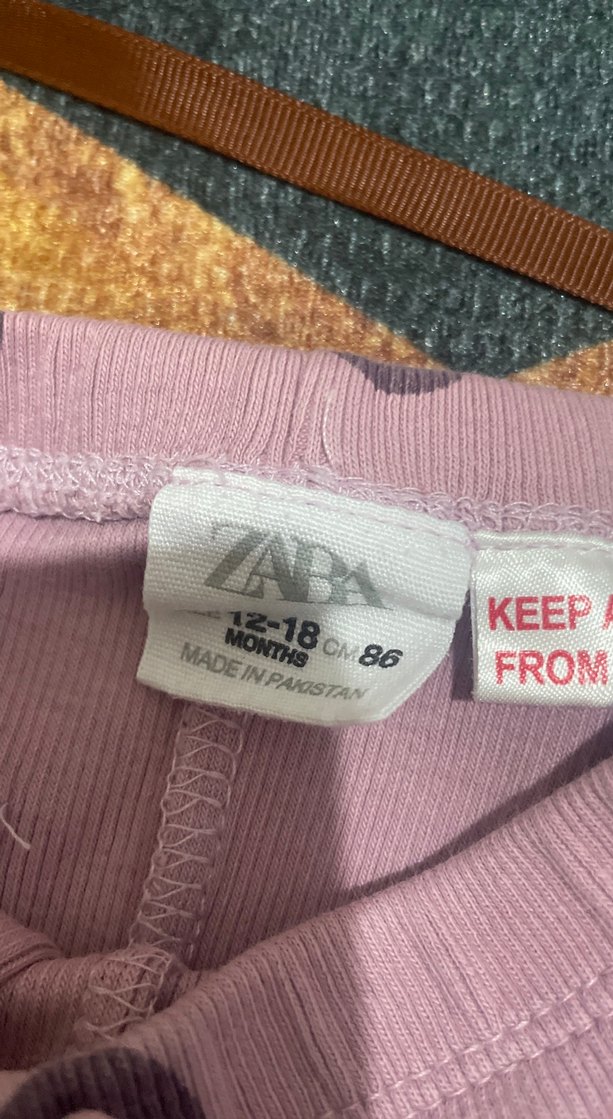 ZARA
12-18 CM 86
MONTHS
MADE IN PAKISTAN
KEEP
FROM